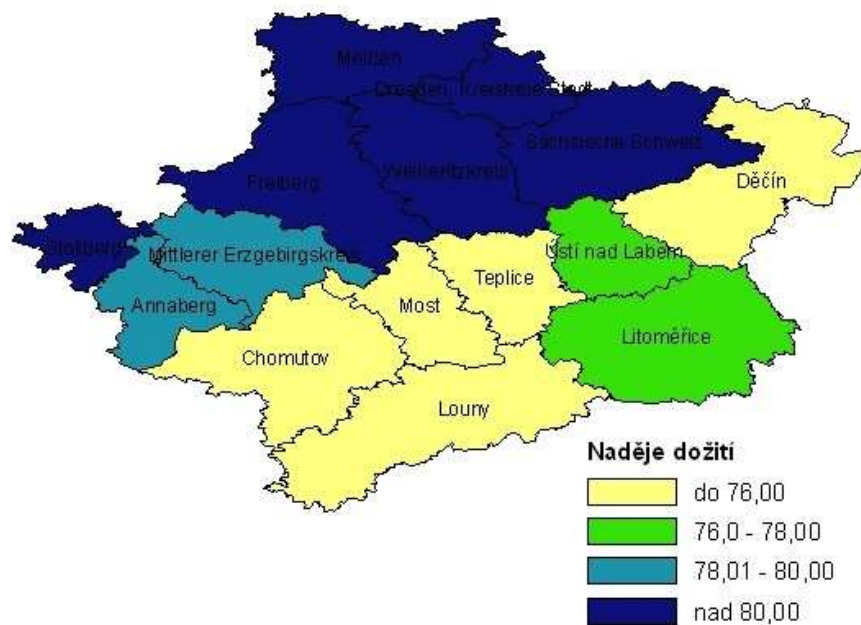 Meißen
Dresden, Kreisfreie Stadt
Sächsische Schweiz
Weißeritzkreis
Freiberg
Děčín
Stollberg
Mittlerer Erzgebirgskreis
Ústí nad Labem
Teplice
Annaberg
Most
Litoměřice
Chomutov
Louny
Naděje dožití
do 76,00
76,0 - 78,00
78,01 - 80,00
nad 80,00